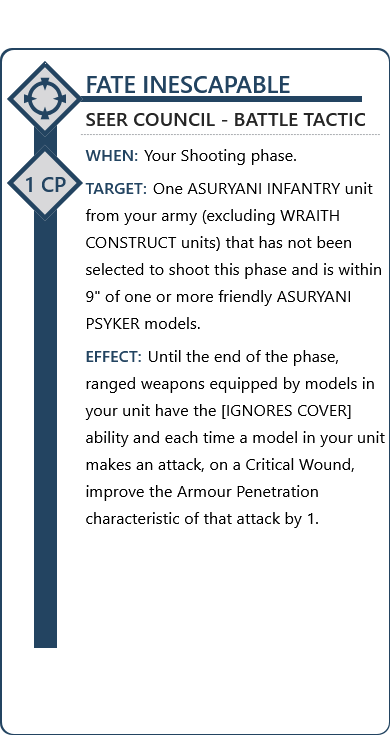 FATE INESCAPABLE
SEER COUNCIL - BATTLE TACTIC
WHEN: Your Shooting phase.
1 CP
TARGET: One ASURYANI INFANTRY unit
from your army (excluding WRAITH
CONSTRUCT units) that has not been
selected to shoot this phase and is within
9" of one or more friendly ASURYANI
PSYKER models.
EFFECT: Until the end of the phase,
ranged weapons equipped by models in
your unit have the [IGNORES COVER]
ability and each time a model in your unit
makes an attack, on a Critical Wound,
improve the Armour Penetration
characteristic of that attack by 1.